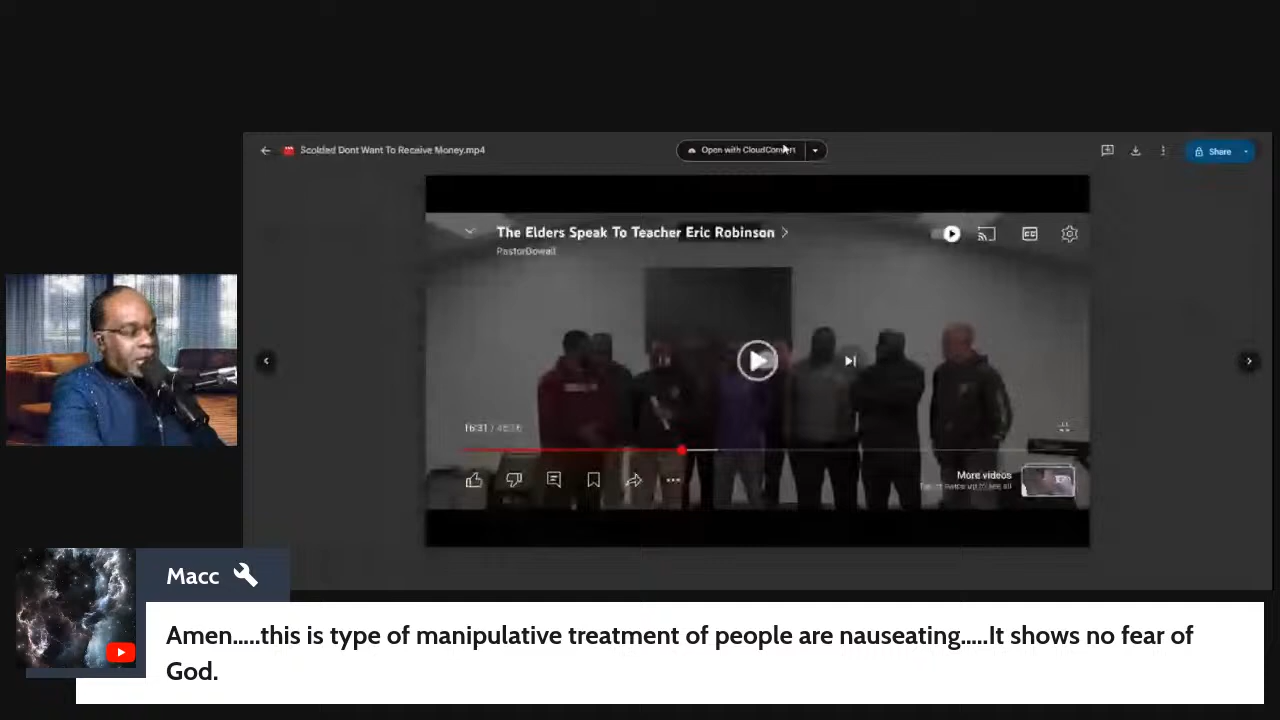 Scolded Dont Want To Receive Money.mp4
Open with CloudConvert
Share
The Elders Speak To Teacher Eric Robinson
PastorDowell
16:31 /
More videos
Macc
Amen.....this is type of manipulative treatment of people are nauseating.....It shows no fear of
God.